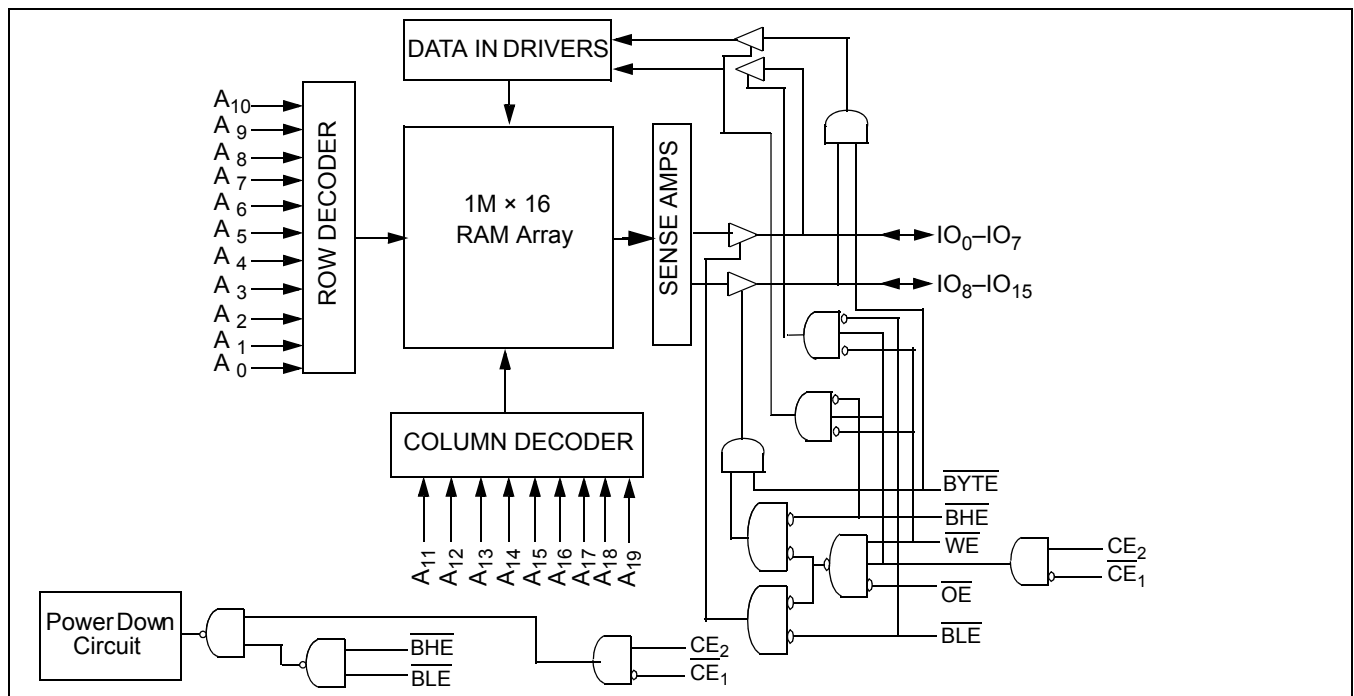 DATA IN DRIVERS
A10
A9
A8
A7
A6
A5
A4
A3
A2
A1
A0
ROW DECODER
1M × 16
RAM Array
SENSE AMPS
IO0–IO7
IO8–IO15
COLUMN DECODER
A11
A12
A13
A14
A15
A16
A17
A18
A19
BYTE
BHE
WE
OE
BLE
CE2
CE1
Power Down
Circuit
BHE
BLE
CE2
CE1